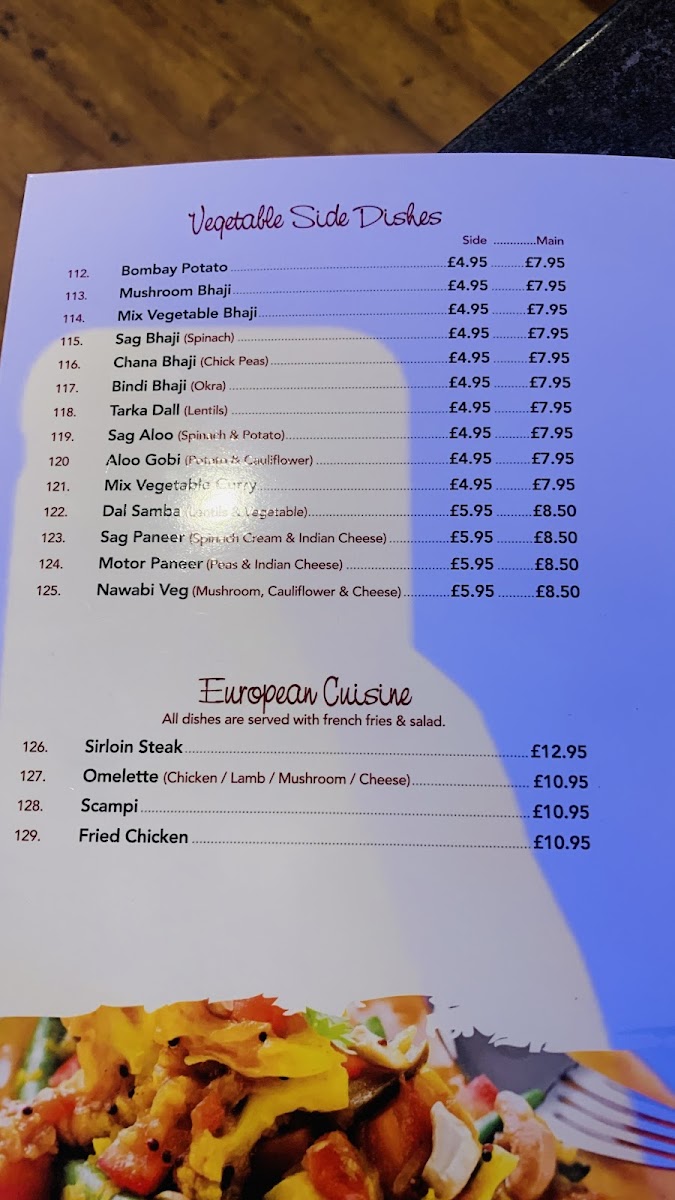 Vegetable Side Dishes
Side .............Main
112. Bombay Potato £4.95 £7.95
113. Mushroom Bhaji £4.95 £7.95
114. Mix Vegetable Bhaji £4.95 £7.95
115. Sag Bhaji (Spinach) £4.95 £7.95
116. Chana Bhaji (Chick Peas) £4.95 £7.95
117. Bindi Bhaji (Okra) £4.95 £7.95
118. Tarka Dall (Lentils) £4.95 £7.95
119. Sag Aloo (Spinach & Potato) £4.95 £7.95
120 Aloo Gobi (Potato & Cauliflower) £4.95 £7.95
121. Mix Vegetable Curry £4.95 £7.95
122. Dal Samba (Lentils & Vegetable) £5.95 £8.50
123. Sag Paneer (Spinach Cream & Indian Cheese) £5.95 £8.50
124. Motor Paneer (Peas & Indian Cheese) £5.95 £8.50
125. Nawabi Veg (Mushroom, Cauliflower & Cheese) £5.95 £8.50
European Cuisine
All dishes are served with french fries & salad.
126. Sirloin Steak £12.95
127. Omelette (Chicken / Lamb / Mushroom / Cheese) £10.95
128. Scampi £10.95
129. Fried Chicken £10.95